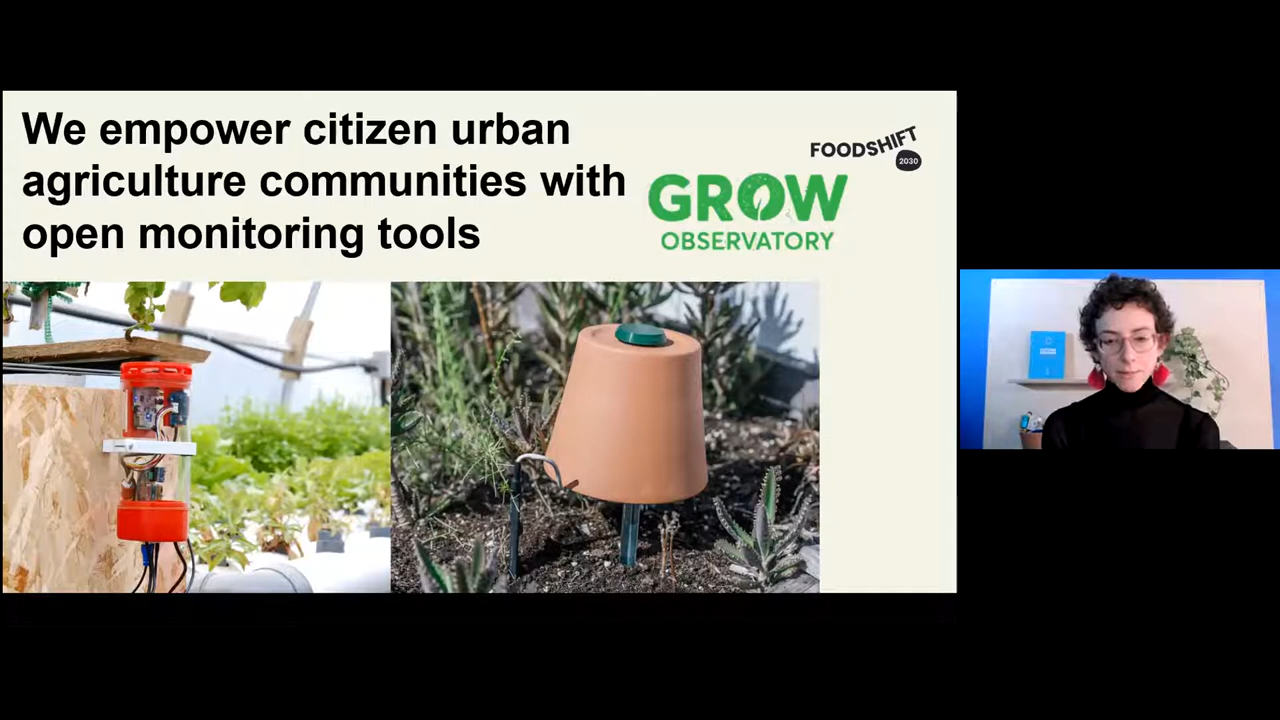 We empower citizen urban
agriculture communities with
open monitoring tools
FOODSHIFT
2030
GROW
OBSERVATORY